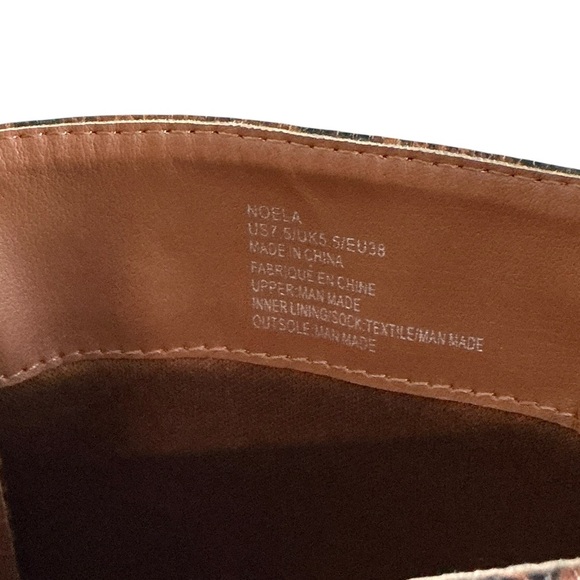 NOELA
US7.5/UK5.5/EU38
MADE IN CHINA
FABRIQUÉ EN CHINE
UPPER:MAN MADE
INNER LINING/SOCK:TEXTILE/MAN MADE
OUTSOLE:MAN MADE